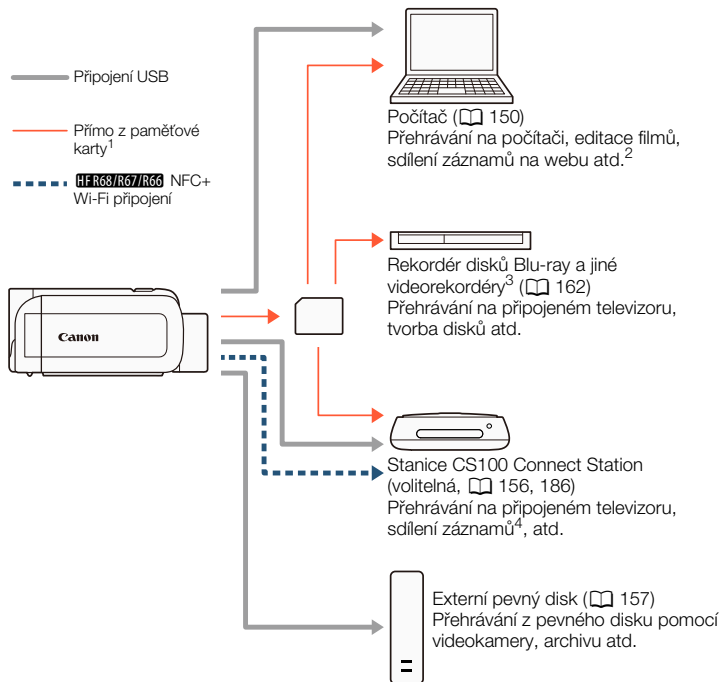 Připojení USB
Přímo z paměťové
karty1
HF R68/R67/R66 NFC+
Wi-Fi připojení
Canon
Počítač (150)
Přehrávání na počítači, editace filmů,
sdílení záznamů na webu atd.2
Rekordér disků Blu-ray a jiné
videorekordéry3 (162)
Přehrávání na připojeném televizoru,
tvorba disků atd.
Stanice CS100 Connect Station
(volitelná, 156, 186)
Přehrávání na připojeném televizoru,
sdílení záznamů4, atd.
Externí pevný disk (157)
Přehrávání z pevného disku pomocí
videokamery, archivu atd.